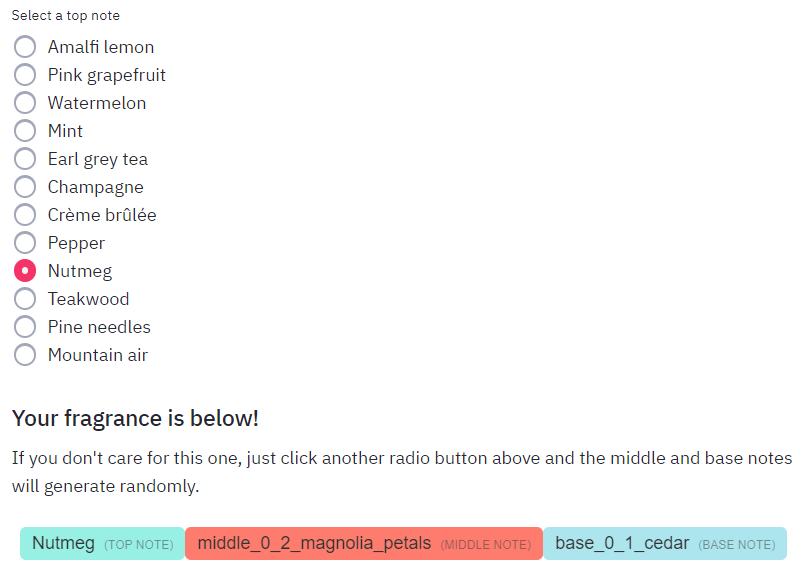 Select a top note
Amalfi lemon
Pink grapefruit
Watermelon
Mint
Earl grey tea
Champagne
Crème brûlée
Pepper
Nutmeg
Teakwood
Pine needles
Mountain air
Your fragrance is below!
If you don't care for this one, just click another radio button above and the middle and base notes
will generate randomly.
Nutmeg (TOP NOTE) middle_0_2_magnolia_petals (MIDDLE NOTE) base_0_1_cedar (BASE NOTE)